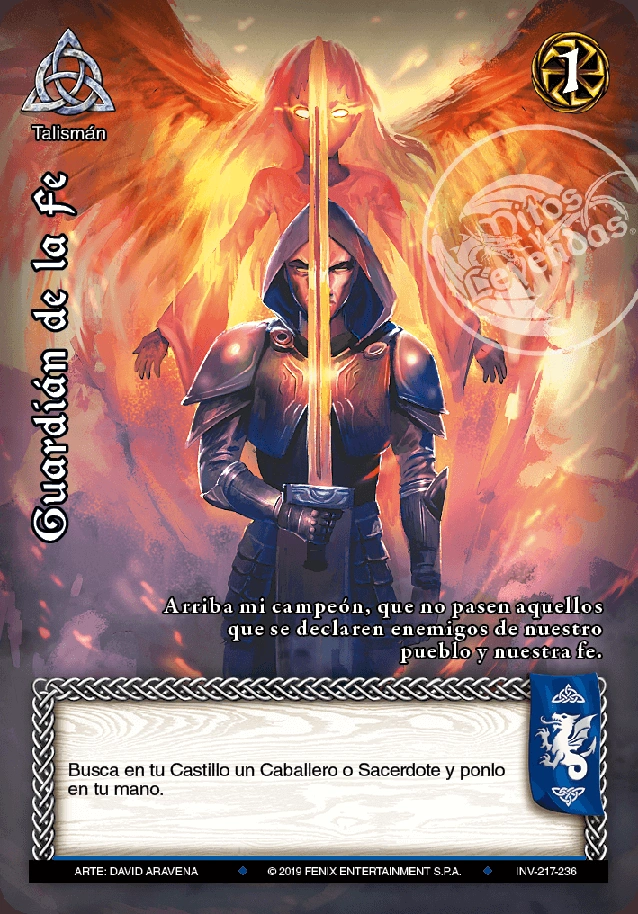 1
Talismán
Mitos
y
Leyendas®
Guardián de la Fe
Arriba mi campeón, que no pasen aquellos
que se declaren enemigos de nuestro
pueblo y nuestra fe.
Busca en tu Castillo un Caballero o Sacerdote y ponlo
en tu mano.
ARTE: DAVID ARAVENA © 2019 FENIX ENTERTAINMENT S.P.A. INV-217-236